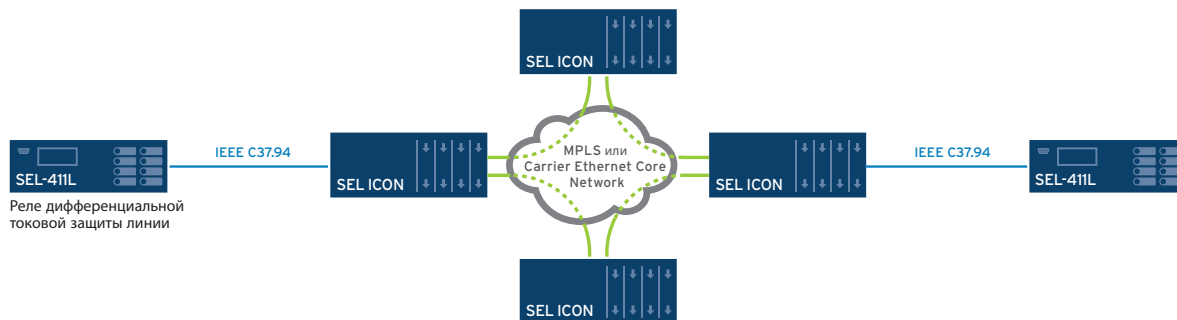 SEL ICON
SEL-411L
Реле дифференциальной
токовой защиты линии
IEEE C37.94
SEL ICON
MPLS или
Carrier Ethernet Core
Network
SEL ICON
IEEE C37.94
SEL-411L
SEL ICON